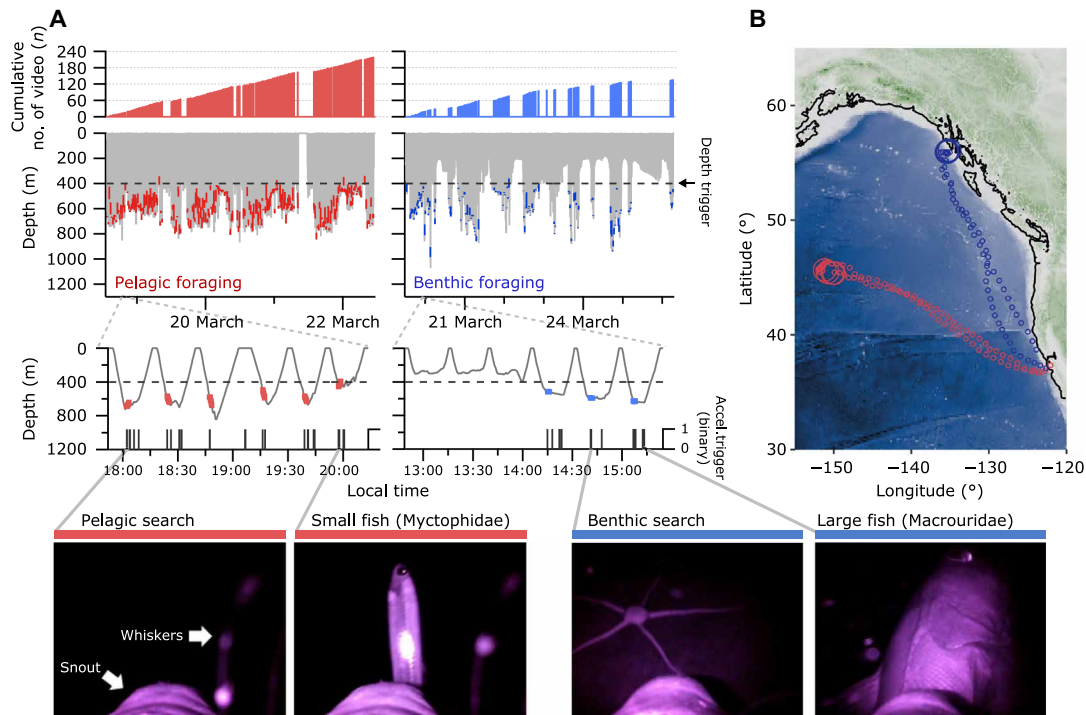 A
B
Cumulative
no. of video (n)
240
180
120
60
0
0
200
400
600
800
1000
1200
Depth (m)
Depth trigger
Pelagic foraging
Benthic foraging
20 March
22 March
21 March
24 March
Depth (m)
0
400
800
1200
18:00
18:30
19:00
19:30
20:00
13:00
13:30
14:00
14:30
15:00
1
0
Accel.trigger
(binary)
Local time
Latitude (°)
60
50
40
30
−150
−140
−130
−120
Longitude (°)
Pelagic search
Small fish (Myctophidae)
Benthic search
Large fish (Macrouridae)
Whiskers
Snout